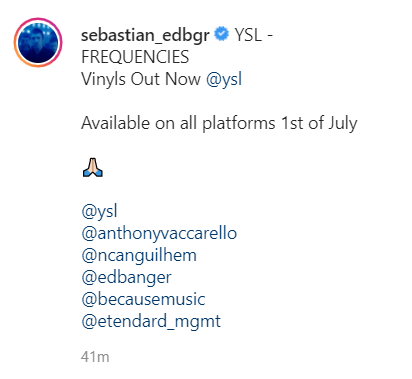 sebastian_edbgr YSL -
FREQUENCIES
Vinyls Out Now @ysl
Available on all platforms 1st of July
🙏🏻
@ysl
@anthonyvaccarello
@ncanguilhem
@edbanger
@becausemusic
@etendard_mgmt
41m